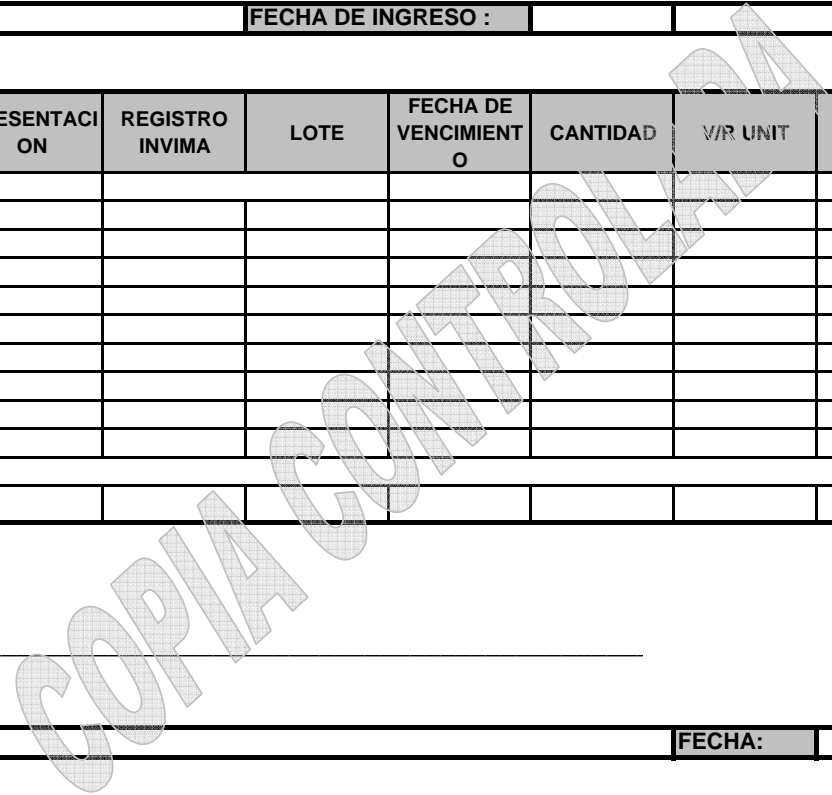 FECHA DE INGRESO :
ESENTACI
ON
REGISTRO
INVIMA
LOTE
FECHA DE
VENCIMIENT
O
CANTIDAD
V/R UNIT
COPIA CONTROLADA
FECHA: